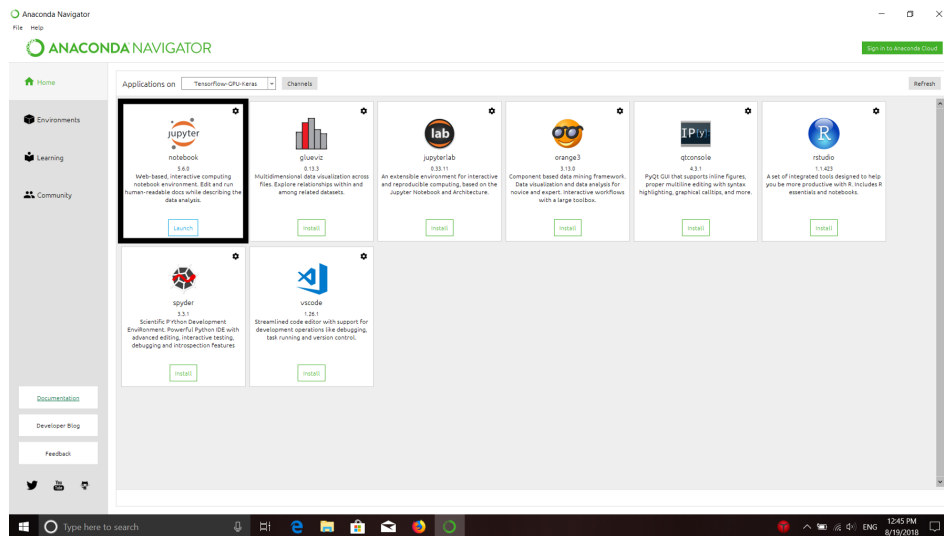 Anaconda Navigator
File Help
ANACONDA NAVIGATOR
Sign in to Anaconda Cloud
Home
Environments
Learning
Community
Documentation
Developer Blog
Feedback
You
Tube
Applications on Tensorflow-GPU-Keras Channels
Refresh
jupyter
notebook
5.6.0
Web-based, interactive computing
notebook environment. Edit and run
human-readable docs while describing the
data analysis.
Launch
glueviz
0.13.3
Multidimensional data visualization across
files. Explore relationships within and
among related datasets.
Install
lab
jupyterlab
0.33.11
An extensible environment for interactive
and reproducible computing, based on the
Jupyter Notebook and Architecture.
Install
orange3
3.13.0
Component based data mining framework.
Data visualization and data analysis for
novice and expert. Interactive workflows
with a large toolbox.
Install
IP[y]:
qtconsole
4.3.1
PyQt GUI that supports inline figures,
proper multiline editing with syntax
highlighting, graphical calltips, and more.
Install
R
rstudio
1.1.423
A set of integrated tools designed to help
you be more productive with R. Includes R
essentials and notebooks.
Install
spyder
3.3.1
Scientific PYthon Development
EnviRonment. Powerful Python IDE with
advanced editing, interactive testing,
debugging and introspection features
Install
vscode
1.26.1
Streamlined code editor with support for
development operations like debugging,
task running and version control.
Install
Type here to search
ENG
12:45 PM
8/19/2018